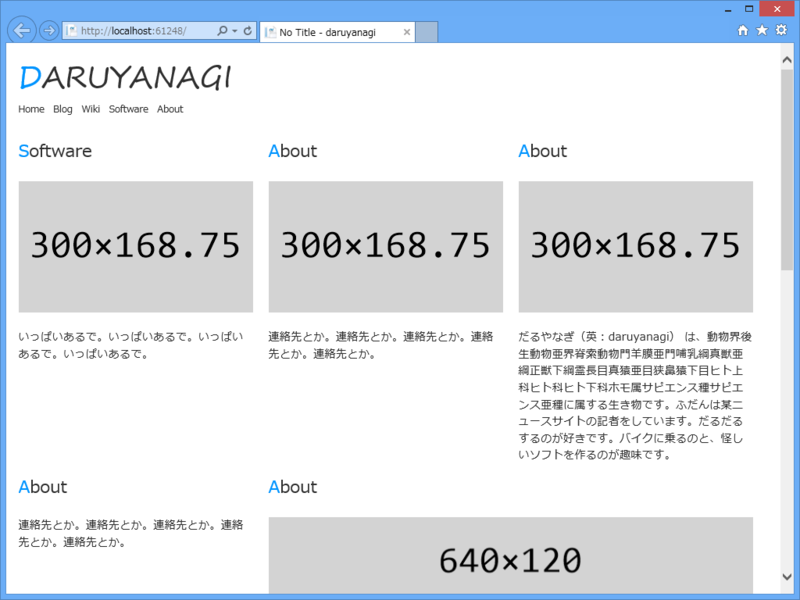 http://localhost:61248/
No Title - daruyanagi
DARUYANAGI
Home Blog Wiki Software About
Software
About
About
300×168.75
300×168.75
300×168.75
いっぱいあるで。いっぱいあるで。いっぱい
あるで。いっぱいあるで。
連絡先とか。連絡先とか。連絡先とか。連絡
先とか。連絡先とか。
だるやなぎ（英：daruyanagi） は、動物界後
生動物亜界脊索動物門羊膜亜門哺乳綱真獣亜
綱正獣下綱霊長目真猿亜目狭鼻猿下目ヒト上
科ヒト科ヒト下科ホモ属サピエンス種サピエ
ンス亜種に属する生き物です。ふだんは某ニ
ュースサイトの記者をしています。だるだる
するのが好きです。バイクに乗るのと、怪し
いソフトを作るのが趣味です。
About
About
連絡先とか。連絡先とか。連絡先とか。連絡
先とか。連絡先とか。
640×120